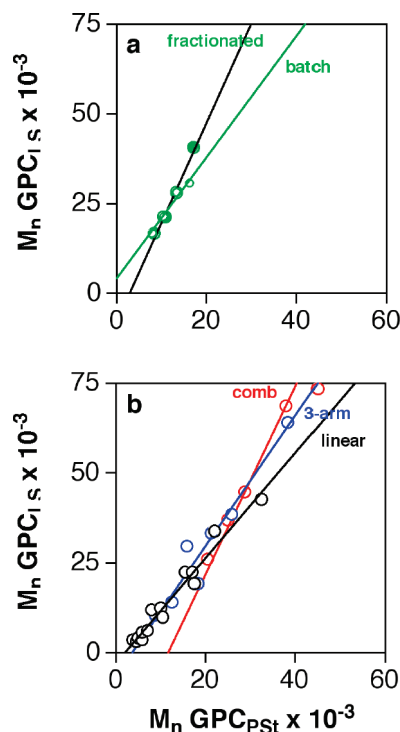 75
a
fractionated
batch
50
25
0
0
20
40
60
Mn GPCLS x 10-3
75
b
comb
3-arm
linear
50
25
0
0
20
40
60
Mn GPCLS x 10-3
Mn GPCPSt x 10-3